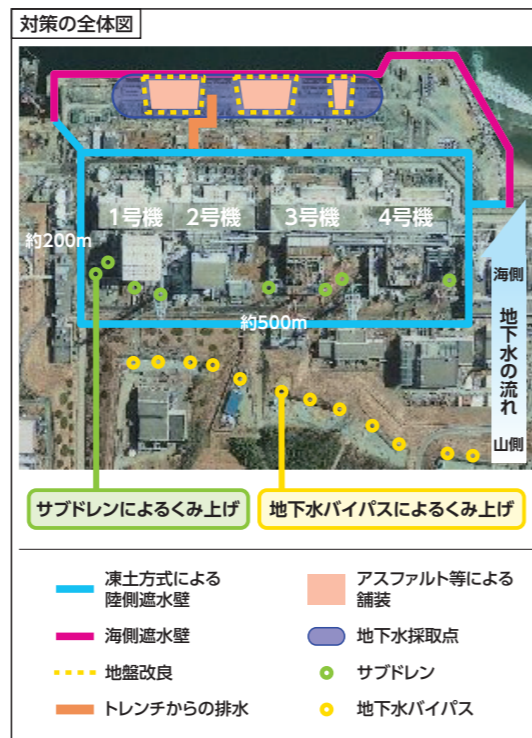 対策の全体図
1号機
2号機
3号機
4号機
約200m
約500m
海側
地下水の流れ
山側
サブドレンによるくみ上げ
地下水バイパスによるくみ上げ
凍土方式による
陸側遮水壁
アスファルト等による
舗装
海側遮水壁
地下水採取点
地盤改良
サブドレン
トレンチからの排水
地下水バイパス